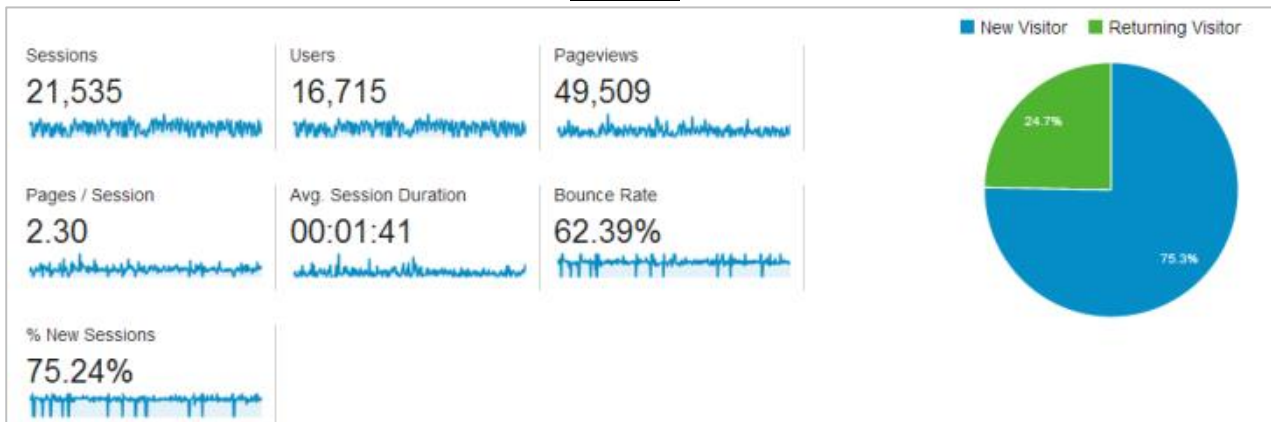 New Visitor Returning Visitor
Sessions Users Pageviews
21,535 16,715 49,509
24.7%
Pages / Session Avg. Session Duration Bounce Rate
2.30 00:01:41 62.39%
75.3%
% New Sessions
75.24%